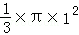 1/3 × π × 1²